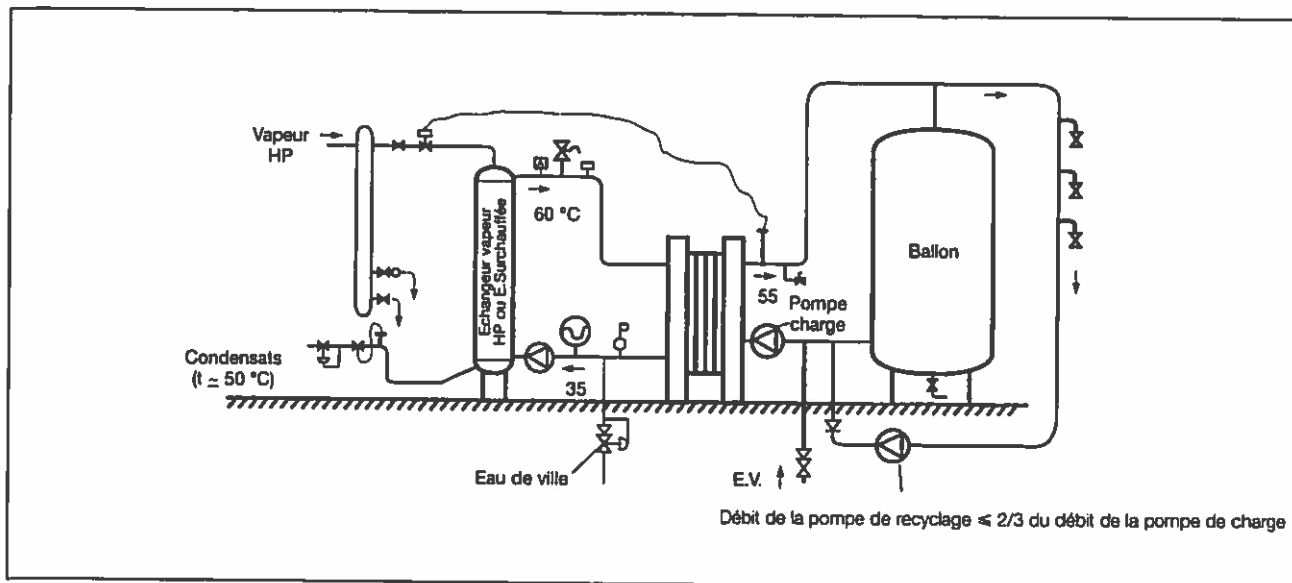 Vapeur
HP
60 °C
Echangeur vapeur
HP ou E.Surchauffée
Condensats
(t ≃ 50 °C)
35
P
Eau de ville
55
Pompe
charge
Ballon
E.V.
Débit de la pompe de recyclage ⩽ 2/3 du débit de la pompe de charge